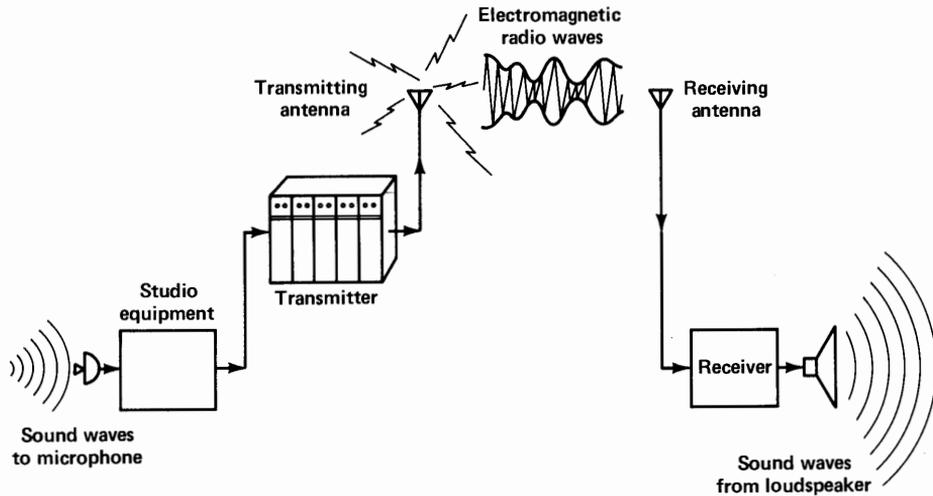 Electromagnetic
radio waves
Transmitting
antenna
Receiving
antenna
Transmitter
Studio
equipment
Receiver
Sound waves
to microphone
Sound waves
from loudspeaker